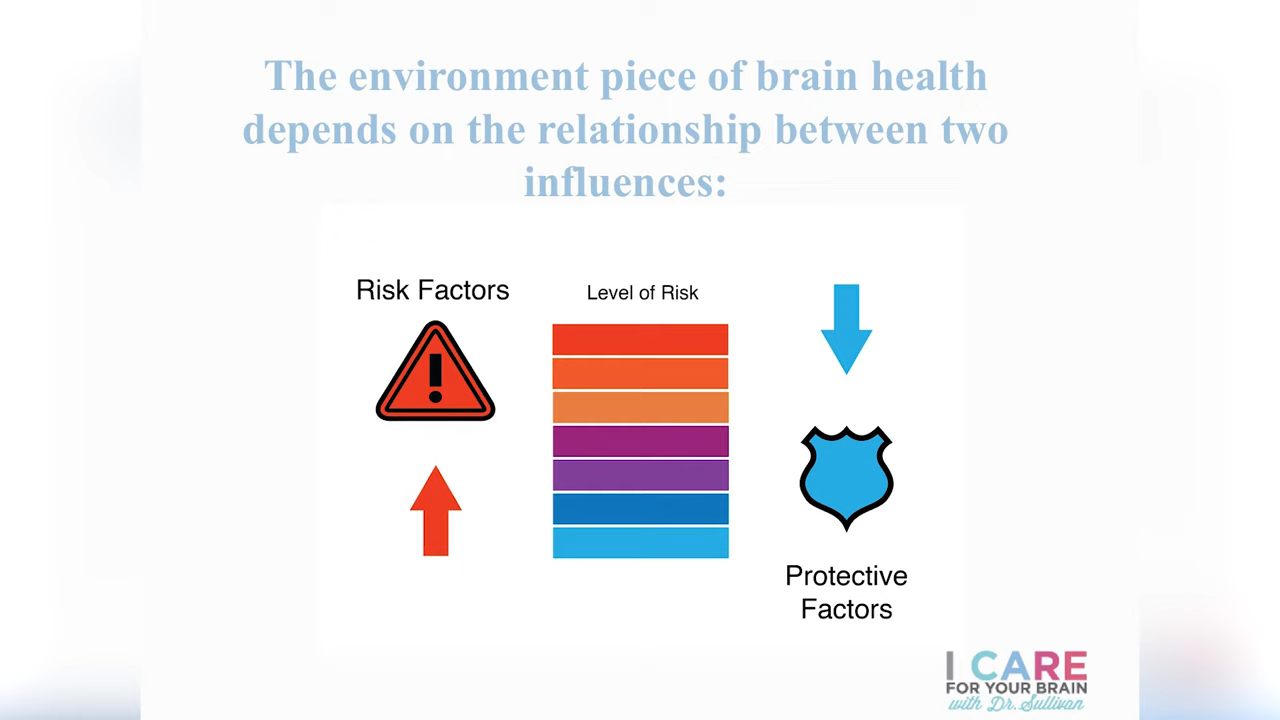 The environment piece of brain health
depends on the relationship between two
influences:
Risk Factors
Level of Risk
!
Protective
Factors
I CARE
FOR YOUR BRAIN
with Dr. Sullivan